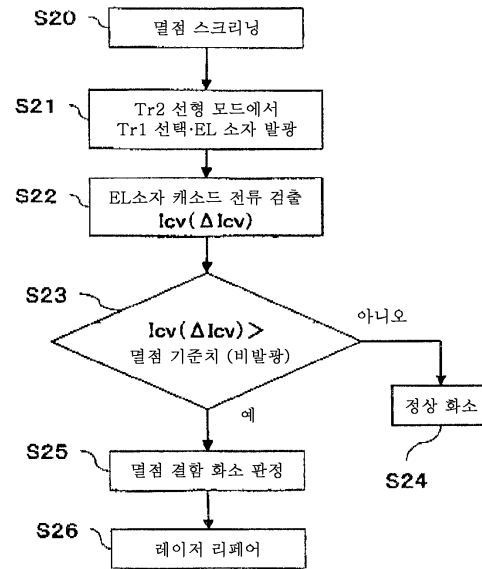 S20
멸점 스크리닝
S21
Tr2 선형 모드에서
Tr1 선택·EL 소자 발광
S22
EL소자 캐소드 전류 검출
Icv(ΔIcv)
S23
Icv(ΔIcv)>
멸점 기준치 (비발광)
아니오
정상 화소
S24
예
S25
멸점 결함 화소 판정
S26
레이저 리페어